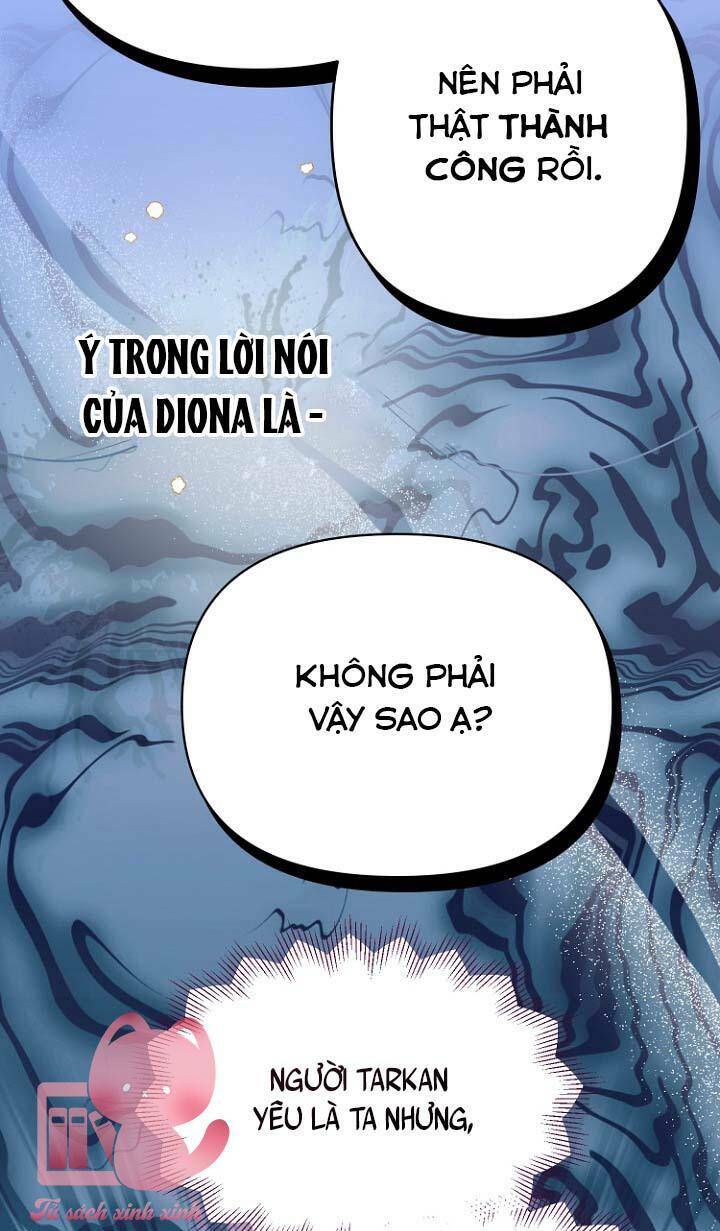 NÊN PHẢI
THẬT THÀNH
CÔNG RỒI.
Ý TRONG LỜI NÓI
CỦA DIONA LÀ -
KHÔNG PHẢI
VẬY SAO Ạ?
NGƯỜI TARKAN
YÊU LÀ TA NHƯNG,
Tủ sách xinh xinh